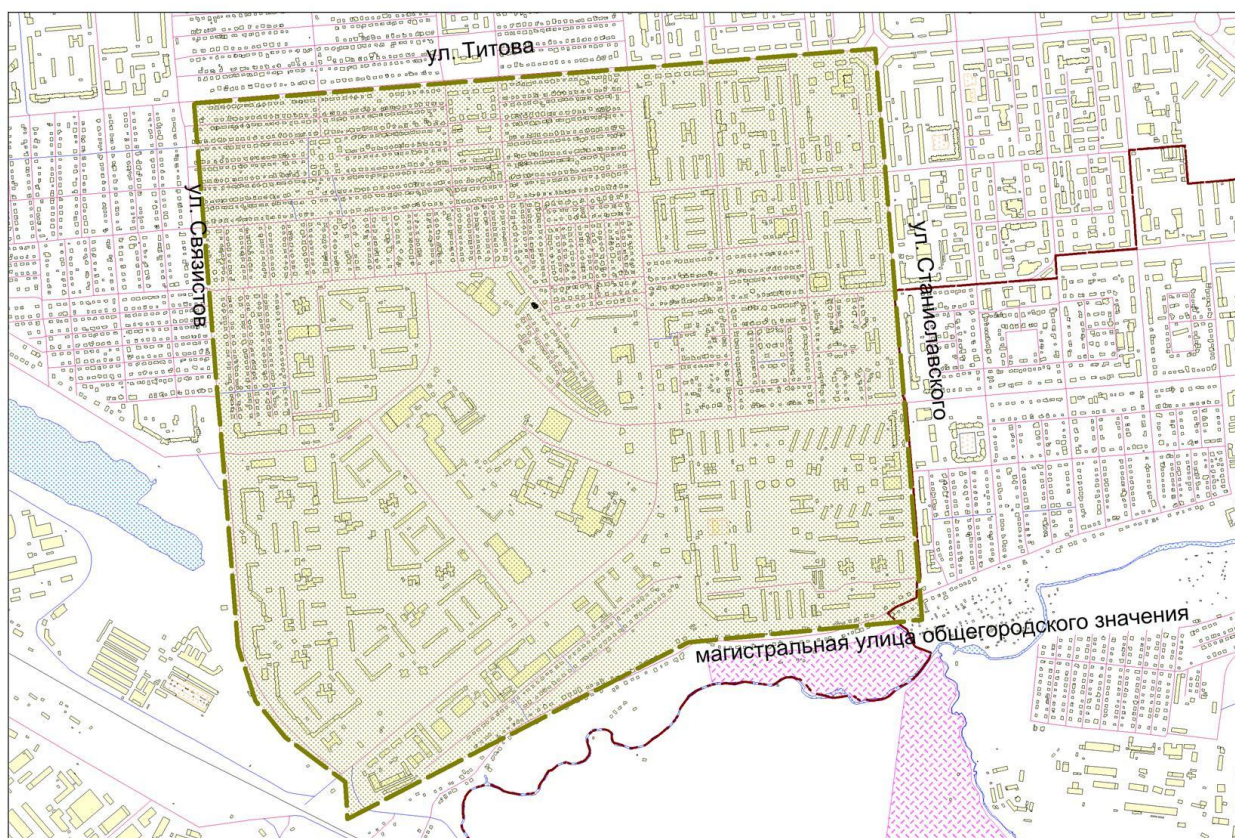 ул. Титова
ул. Связистов
ул. Станиславского
магистральная улица общегородского значения